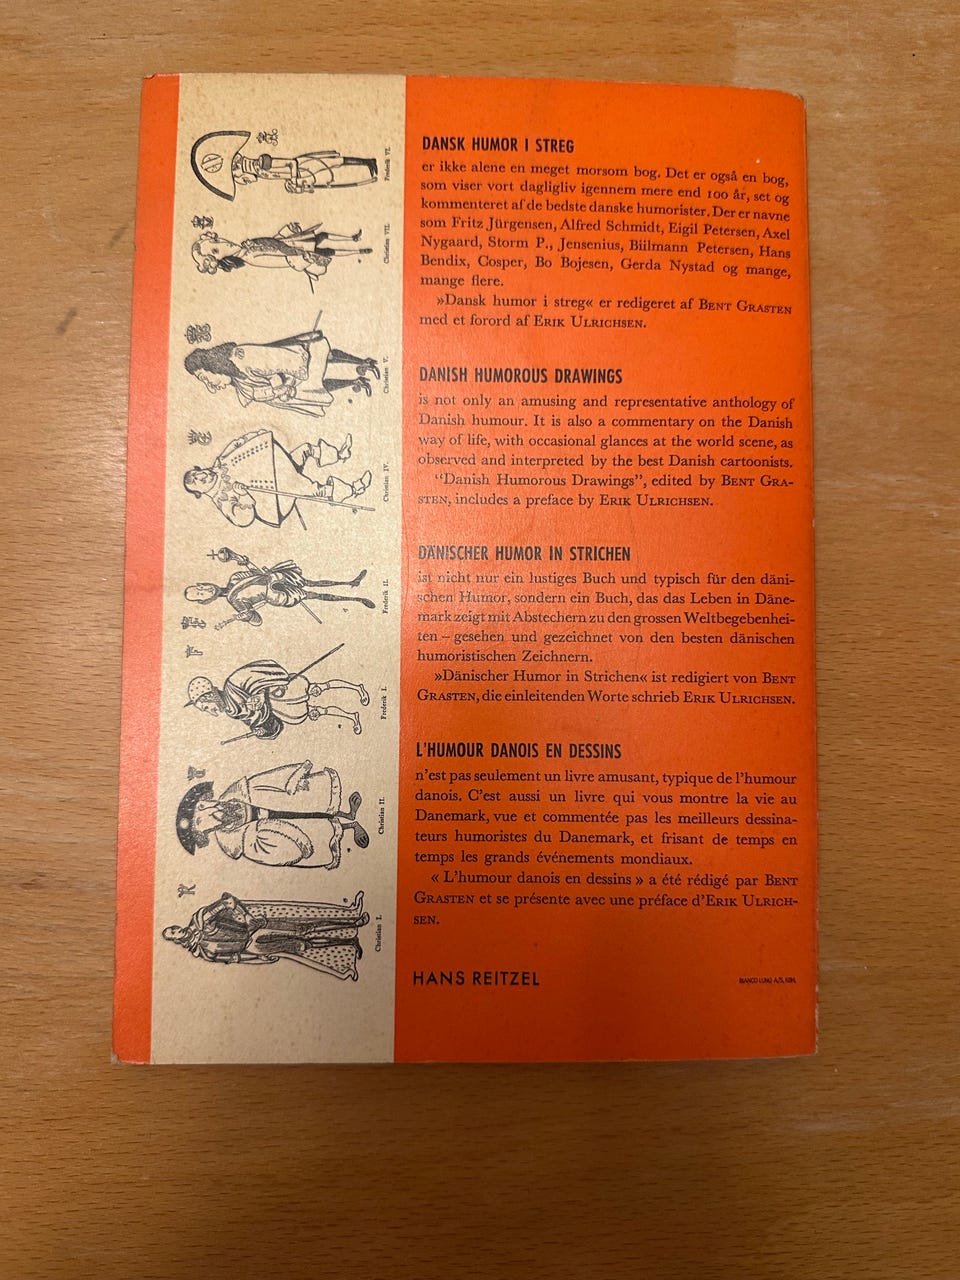 DANSK HUMOR I STREG
er ikke alene en meget morsom bog. Det er også en bog,
som viser vort dagligliv igennem mere end 100 år, set og
kommenteret af de bedste danske humorister. Der er navne
som Fritz Jürgensen, Alfred Schmidt, Eigil Petersen, Axel
Nygaard, Storm P., Jensenius, Biilmann Petersen, Hans
Bendix, Cosper, Bo Bojesen, Gerda Nystad og mange,
mange flere.
»Dansk humor i streg« er redigeret af BENT GRASTEN
med et forord af ERIK ULRICHSEN.
DANISH HUMOROUS DRAWINGS
is not only an amusing and representative anthology of
Danish humour. It is also a commentary on the Danish
way of life, with occasional glances at the world scene, as
observed and interpreted by the best Danish cartoonists.
“Danish Humorous Drawings”, edited by BENT GRA-
STEN, includes a preface by ERIK ULRICHSEN.
DÄNISCHER HUMOR IN STRICHEN
ist nicht nur ein lustiges Buch und typisch für den däni-
schen Humor, sondern ein Buch, das das Leben in Däne-
mark zeigt mit Abstechern zu den grossen Weltbegebenhei-
ten – gesehen und gezeichnet von den besten dänischen
humoristischen Zeichnern.
»Dänischer Humor in Strichen« ist redigiert von BENT
GRASTEN, die einleitenden Worte schrieb ERIK ULRICHSEN.
L'HUMOUR DANOIS EN DESSINS
n'est pas seulement un livre amusant, typique de l'humour
danois. C'est aussi un livre qui vous montre la vie au
Danemark, vue et commentée pas les meilleurs dessina-
teurs humoristes du Danemark, et frisant de temps en
temps les grands événements mondiaux.
« L'humour danois en dessins » a été rédigé par BENT
GRASTEN et se présente avec une préface d'ERIK ULRICH-
SEN.
HANS REITZEL
BIANCO LUNO A/S, KBH.
Christian I.
Christian II.
Frederik I.
Frederik II.
Christian IV.
Christian V.
Christian VII.
Frederik VI.